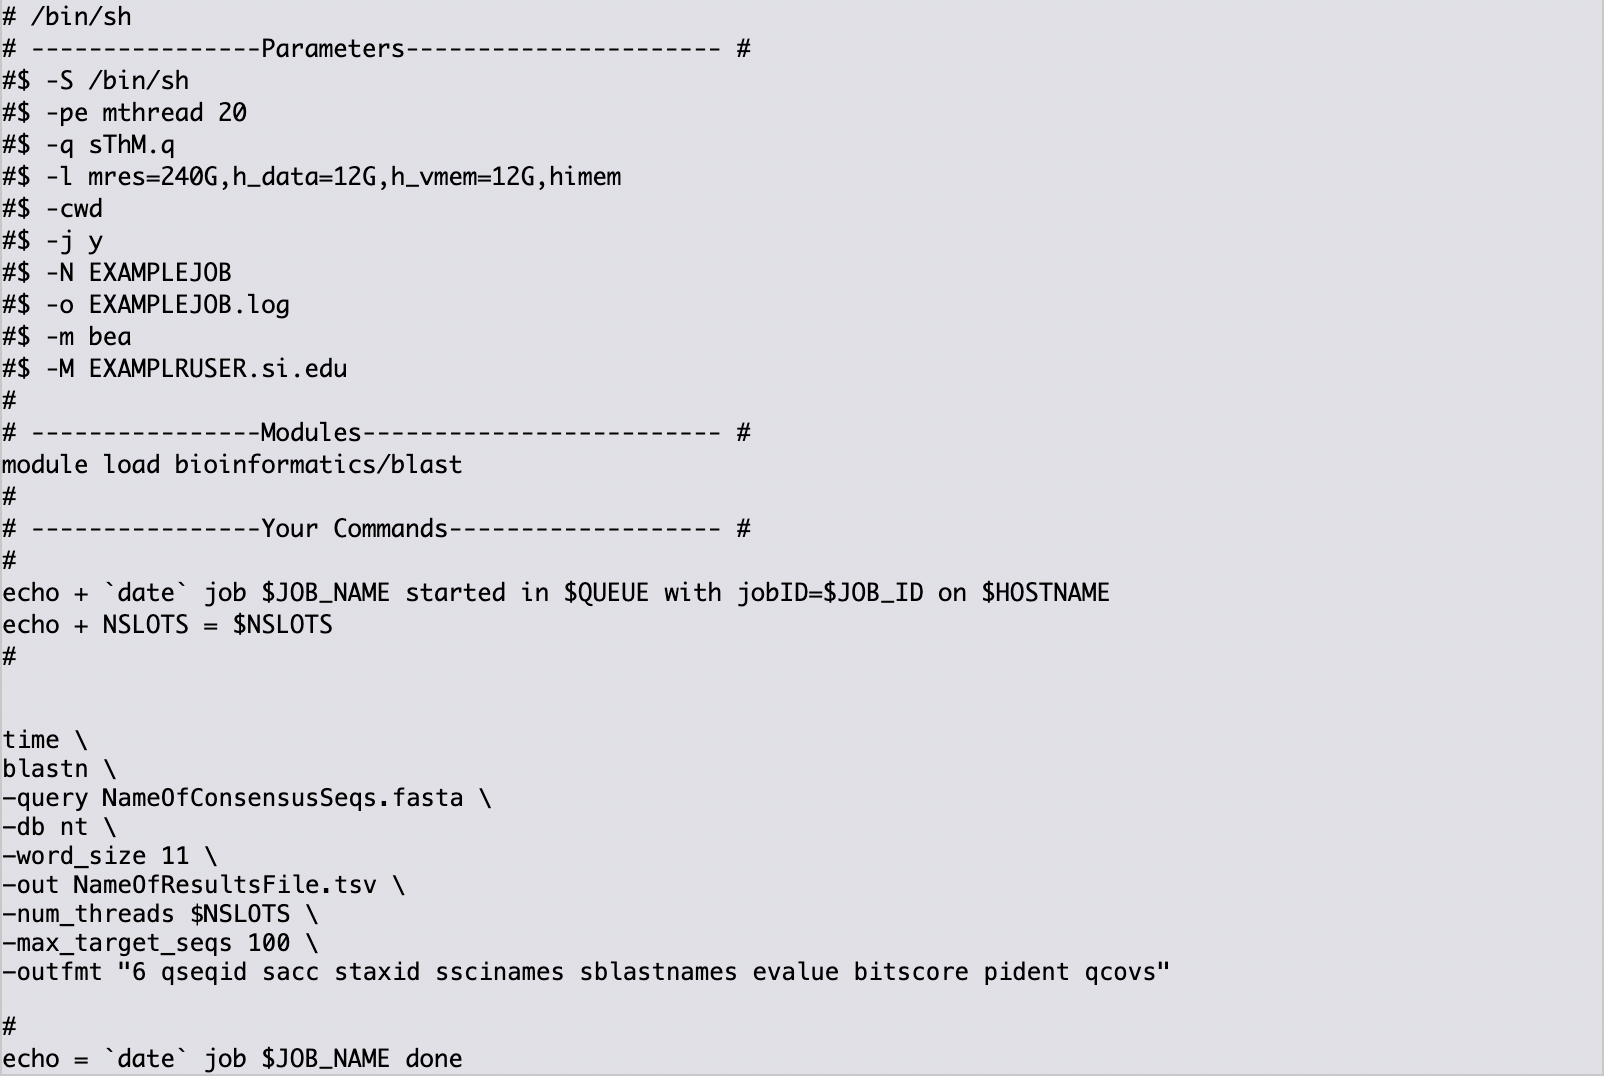 # /bin/sh
# ----------------Parameters---------------------- #
#$ -S /bin/sh
#$ -pe mthread 20
#$ -q sThM.q
#$ -l mres=240G,h_data=12G,h_vmem=12G,himem
#$ -cwd
#$ -j y
#$ -N EXAMPLEJOB
#$ -o EXAMPLEJOB.log
#$ -m bea
#$ -M EXAMPLRUSER.si.edu
#
# ----------------Modules------------------------- #
module load bioinformatics/blast
#
# ----------------Your Commands------------------- #
#
echo + `date` job $JOB_NAME started in $QUEUE with jobID=$JOB_ID on $HOSTNAME
echo + NSLOTS = $NSLOTS
#
time \
blastn \
–query NameOfConsensusSeqs.fasta \
–db nt \
–word_size 11 \
–out NameOfResultsFile.tsv \
–num_threads $NSLOTS \
–max_target_seqs 100 \
–outfmt "6 qseqid sacc staxid sscinames sblastnames evalue bitscore pident qcovs"
#
echo = `date` job $JOB_NAME done